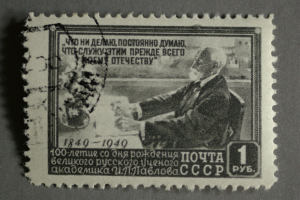 "ЧТО НИ ДЕЛАЮ, ПОСТОЯННО ДУМАЮ,
ЧТО СЛУЖУ ЭТИМ ПРЕЖДЕ ВСЕГО
МОЕМУ ОТЕЧЕСТВУ"
1849-1949
100-летие со дня рождения
великого русского ученого
академика И.П.Павлова
ПОЧТА
СССР
1
РУБ.